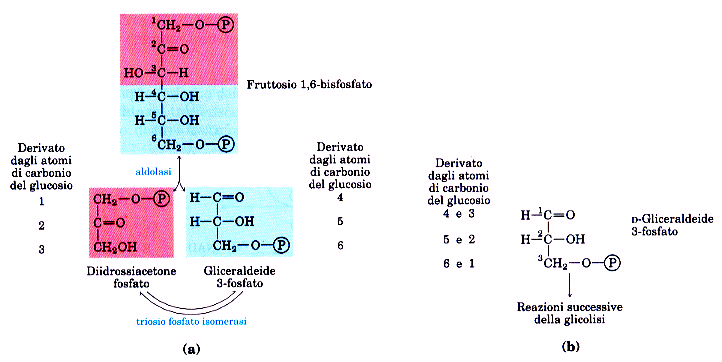 1CH2—O—P
2C=O
HO—3C—H
H—4C—OH
H—5C—OH
6CH2—O—P
Fruttosio 1,6-bisfosfato
aldolasi
Derivato
dagli atomi
di carbonio
del glucosio
1
2
3
CH2—O—P
C=O
CH2OH
Diidrossiacetone
fosfato
H—C=O
H—C—OH
CH2—O—P
Gliceraldeide
3-fosfato
Derivato
dagli atomi
di carbonio
del glucosio
4
5
6
triosio fosfato isomerasi
(a)
Derivato
dagli atomi
di carbonio
del glucosio
4 e 3
5 e 2
6 e 1
H—1C=O
H—2C—OH
3CH2—O—P
D-Gliceraldeide
3-fosfato
Reazioni successive
della glicolisi
(b)